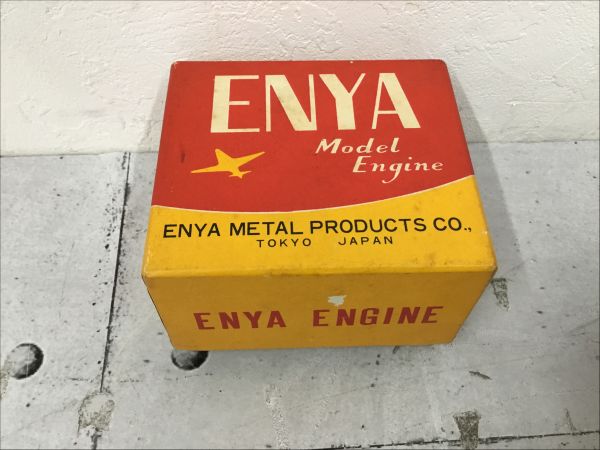 ENYA
Model
Engine
ENYA METAL PRODUCTS CO.,
TOKYO JAPAN
ENYA ENGINE